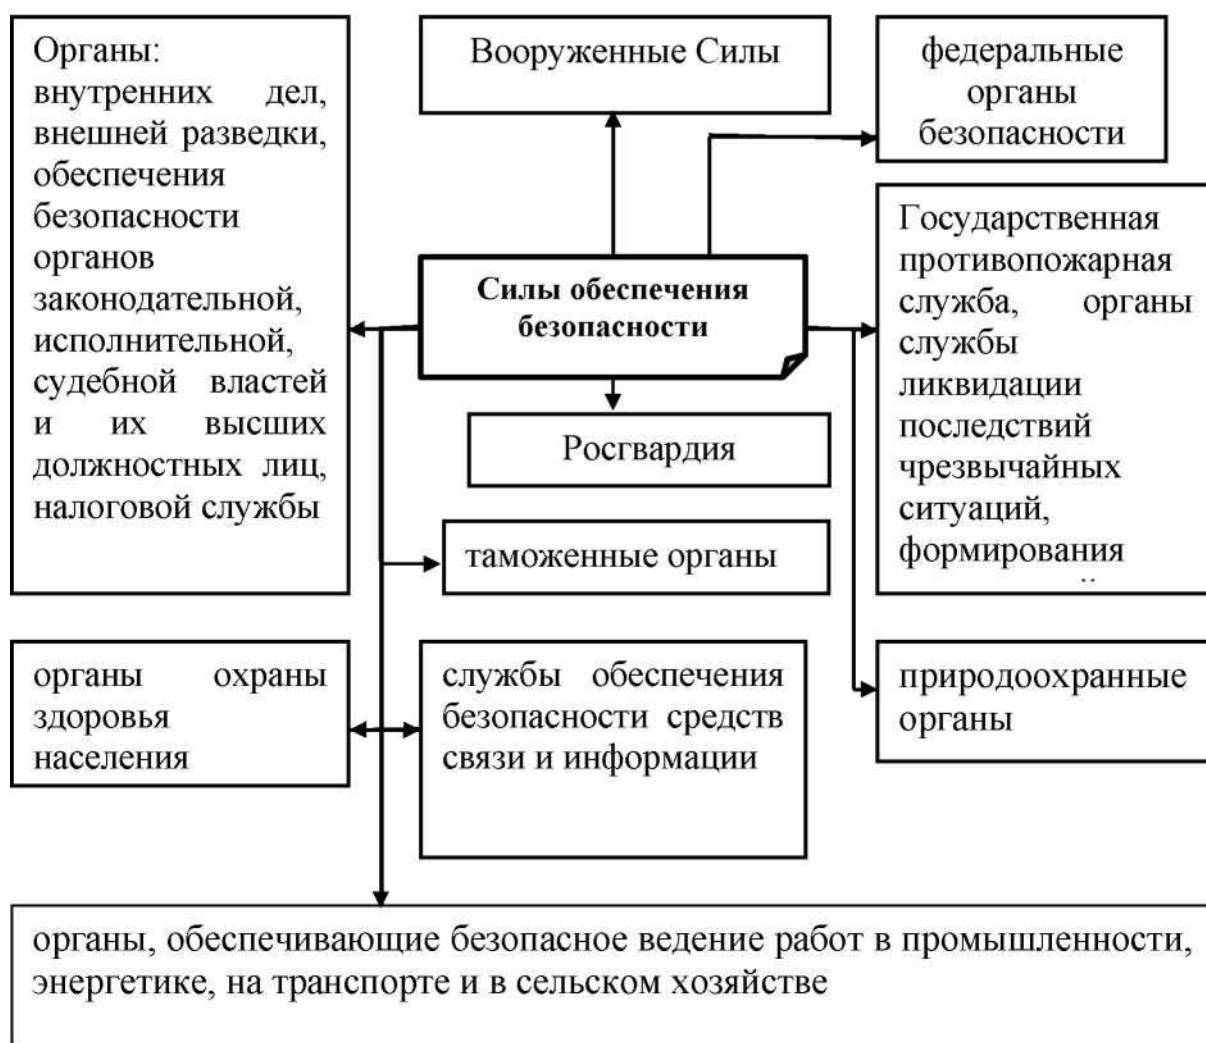 Органы:
внутренних дел,
внешней разведки,
обеспечения
безопасности
органов
законодательной,
исполнительной,
судебной властей
и их высших
должностных лиц,
налоговой службы
Вооруженные Силы
федеральные
органы
безопасности
Силы обеспечения
безопасности
Государственная
противопожарная
служба, органы
службы
ликвидации
последствий
чрезвычайных
ситуаций,
формирования
Росгвардия
таможенные органы
органы охраны
здоровья
населения
службы обеспечения
безопасности средств
связи и информации
природоохранные
органы
органы, обеспечивающие безопасное ведение работ в промышленности,
энергетике, на транспорте и в сельском хозяйстве